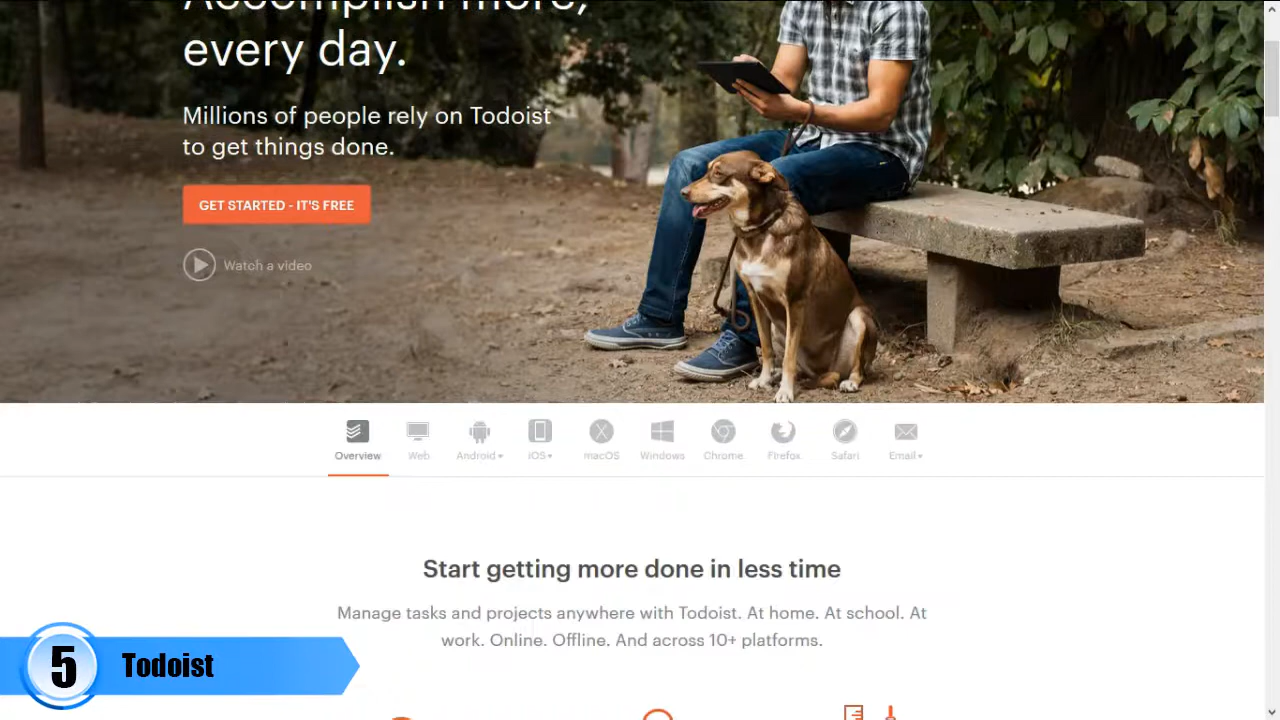 Accomplish more,
every day.
Millions of people rely on Todoist
to get things done.
GET STARTED - IT'S FREE
Watch a video
Overview
Web
Android
iOS
macOS
Windows
Chrome
Firefox
Safari
Email
Start getting more done in less time
Manage tasks and projects anywhere with Todoist. At home. At school. At
work. Online. Offline. And across 10+ platforms.
5 Todoist